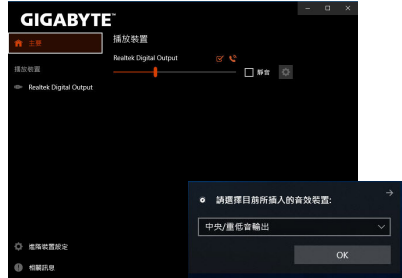 GIGABYTE™
主要
播放裝置
Realtek Digital Output
靜音
播放裝置
Realtek Digital Output
請選擇目前所插入的音效裝置:
中央/重低音輸出
OK
進階裝置設定
相關訊息